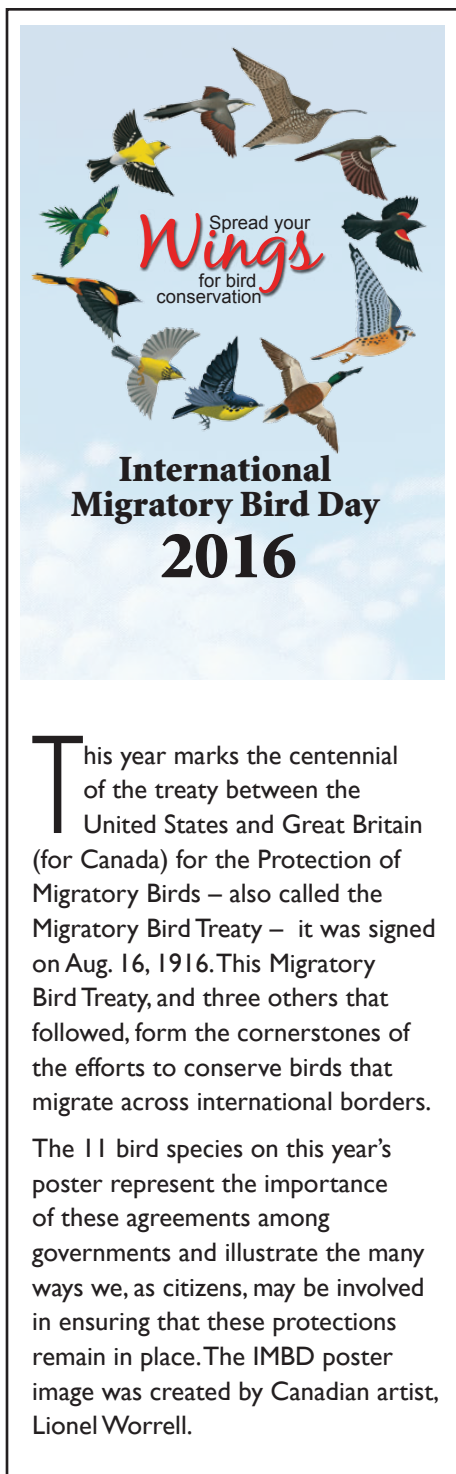 Spread your
Wings
for bird
conservation
International
Migratory Bird Day
2016
This year marks the centennial
of the treaty between the
United States and Great Britain
(for Canada) for the Protection of
Migratory Birds – also called the
Migratory Bird Treaty – it was signed
on Aug. 16, 1916. This Migratory
Bird Treaty, and three others that
followed, form the cornerstones of
the efforts to conserve birds that
migrate across international borders.
The 11 bird species on this year's
poster represent the importance
of these agreements among
governments and illustrate the many
ways we, as citizens, may be involved
in ensuring that these protections
remain in place. The IMBD poster
image was created by Canadian artist,
Lionel Worrell.